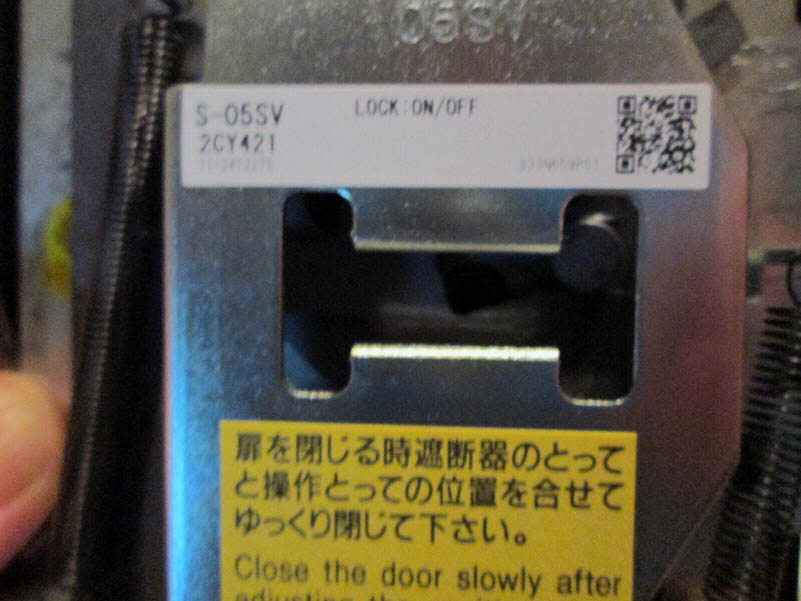 05SV
S-05SV
LOCK:ON/OFF
2CY421
扉を閉じる時遮断器のとって
と操作とっての位置を合せて
ゆっくり閉じて下さい。
Close the door slowly after